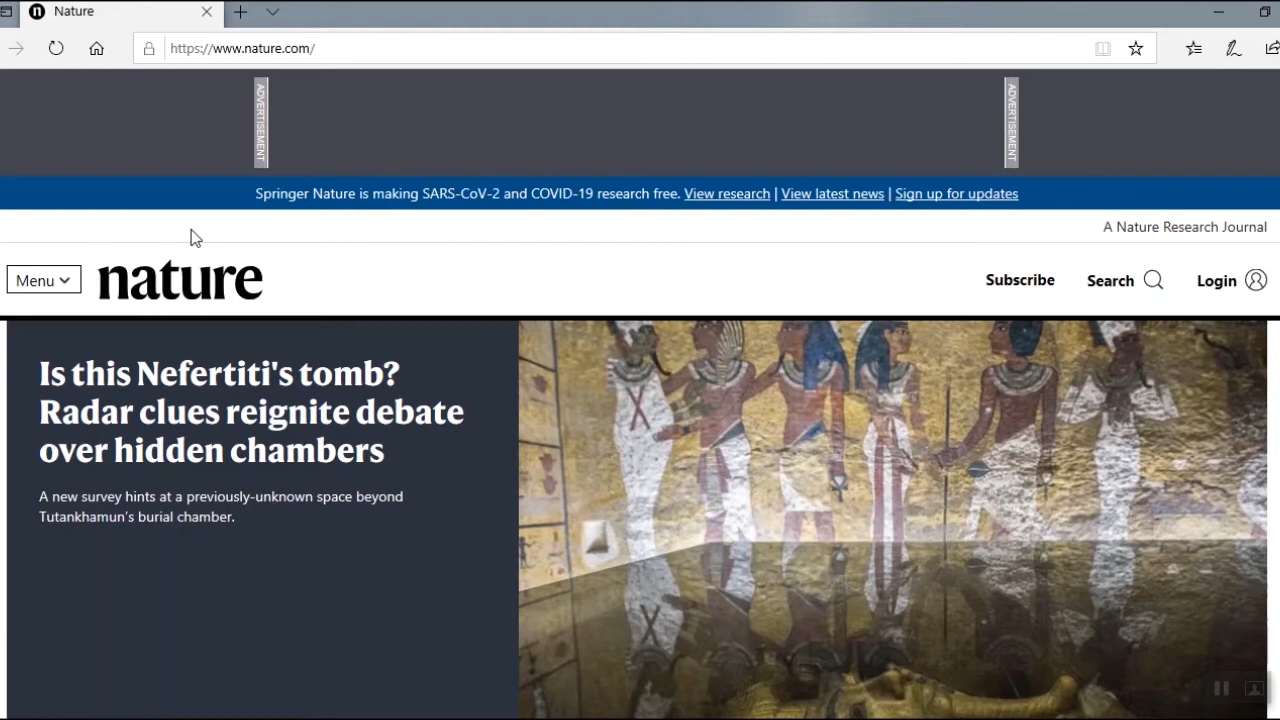 Nature
https://www.nature.com/
ADVERTISEMENT
ADVERTISEMENT
Springer Nature is making SARS-CoV-2 and COVID-19 research free. View research | View latest news | Sign up for updates
A Nature Research Journal
Menu
nature
Subscribe
Search
Login
Is this Nefertiti's tomb?
Radar clues reignite debate
over hidden chambers
A new survey hints at a previously-unknown space beyond
Tutankhamun’s burial chamber.